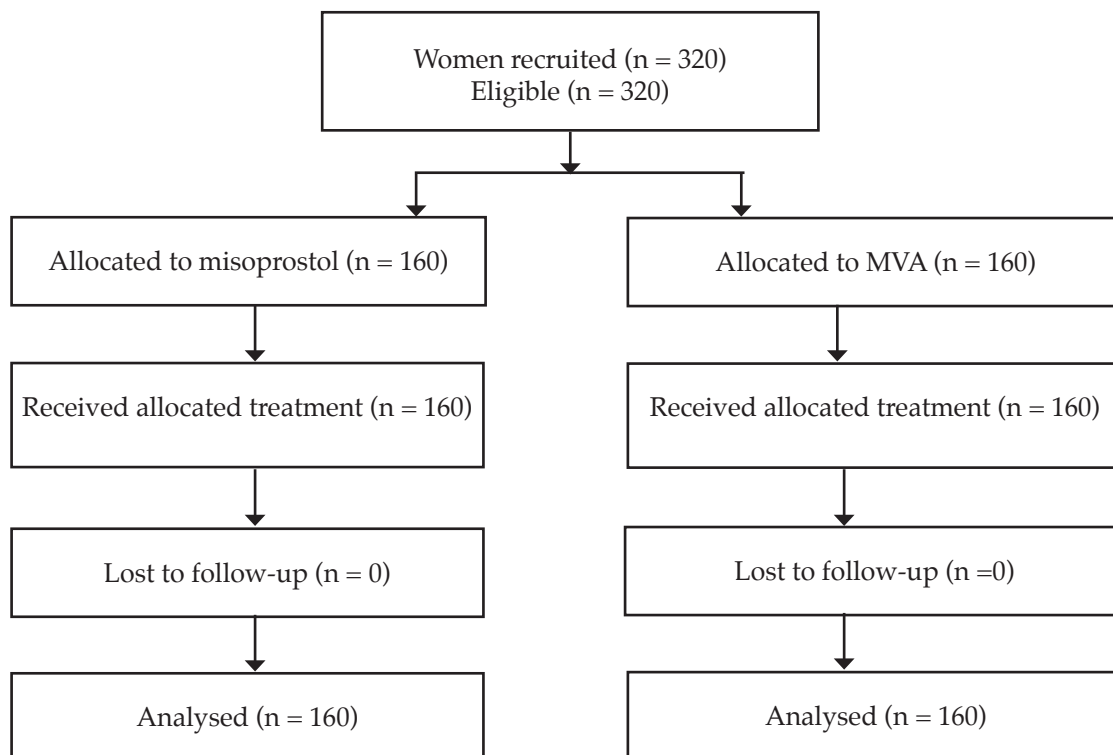 Women recruited (n = 320)
Eligible (n = 320)
Allocated to misoprostol (n = 160)
Allocated to MVA (n = 160)
Received allocated treatment (n = 160)
Received allocated treatment (n = 160)
Lost to follow-up (n = 0)
Lost to follow-up (n =0)
Analysed (n = 160)
Analysed (n = 160)